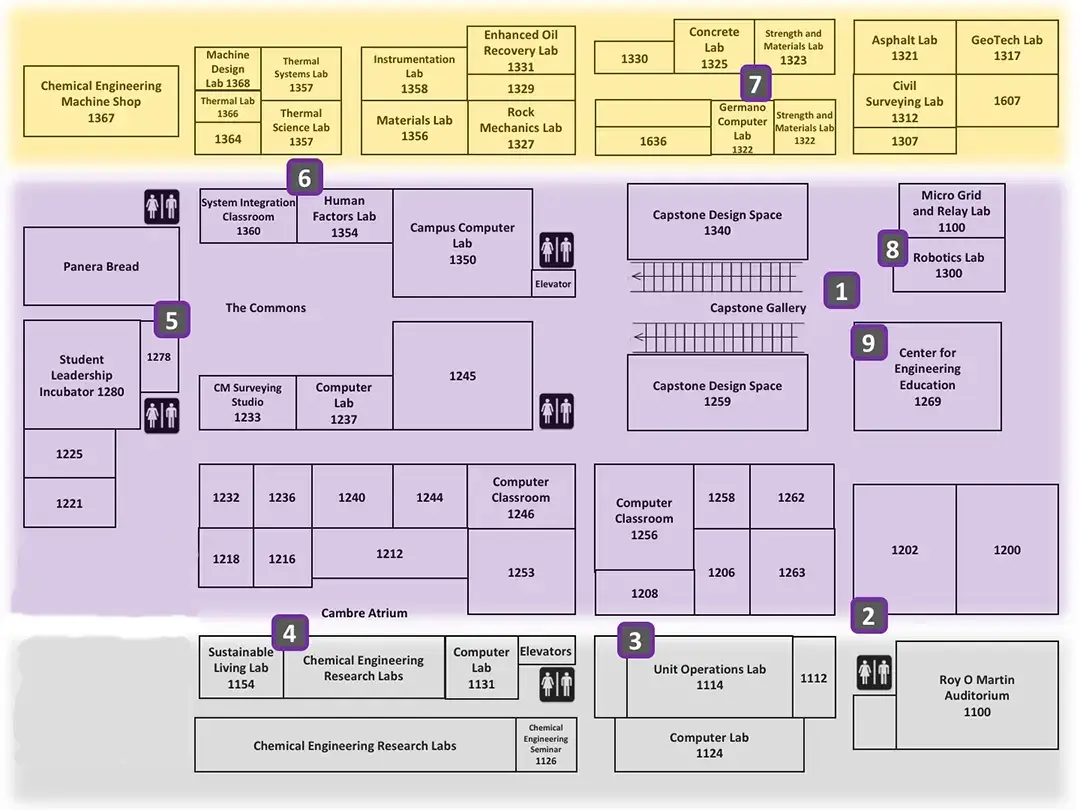 Chemical Engineering
Machine Shop
1367
Machine
Design
Lab 1368
Thermal
Systems Lab
1357
Thermal Lab
1366
1364
Thermal
Science Lab
1357
Instrumentation
Lab
1358
Materials Lab
1356
Enhanced Oil
Recovery Lab
1331
1329
Rock
Mechanics Lab
1327
1330
Concrete
Lab
1325
Strength and
Materials Lab
1323
7
1636
Germano
Computer
Lab
1322
Strength and
Materials Lab
1322
Asphalt Lab
1321
GeoTech Lab
1317
Civil
Surveying Lab
1312
1607
1307
6
System Integration
Classroom
1360
Human
Factors Lab
1354
Campus Computer
Lab
1350
Elevator
Panera Bread
The Commons
5
Student
Leadership
Incubator 1280
1278
CM Surveying
Studio
1233
Computer
Lab
1237
1245
Capstone Design Space
1340
Capstone Gallery
1
Capstone Design Space
1259
Micro Grid
and Relay Lab
1100
8
Robotics Lab
1300
9
Center for
Engineering
Education
1269
1225
1221
1232
1236
1240
1244
Computer
Classroom
1246
1218
1216
1212
1253
Computer
Classroom
1256
1258
1262
1208
1206
1263
1202
1200
2
Cambre Atrium
4
Sustainable
Living Lab
1154
Chemical Engineering
Research Labs
Computer
Lab
1131
Elevators
3
Unit Operations Lab
1114
1112
Roy O Martin
Auditorium
1100
Chemical Engineering Research Labs
Chemical
Engineering
Seminar
1126
Computer Lab
1124